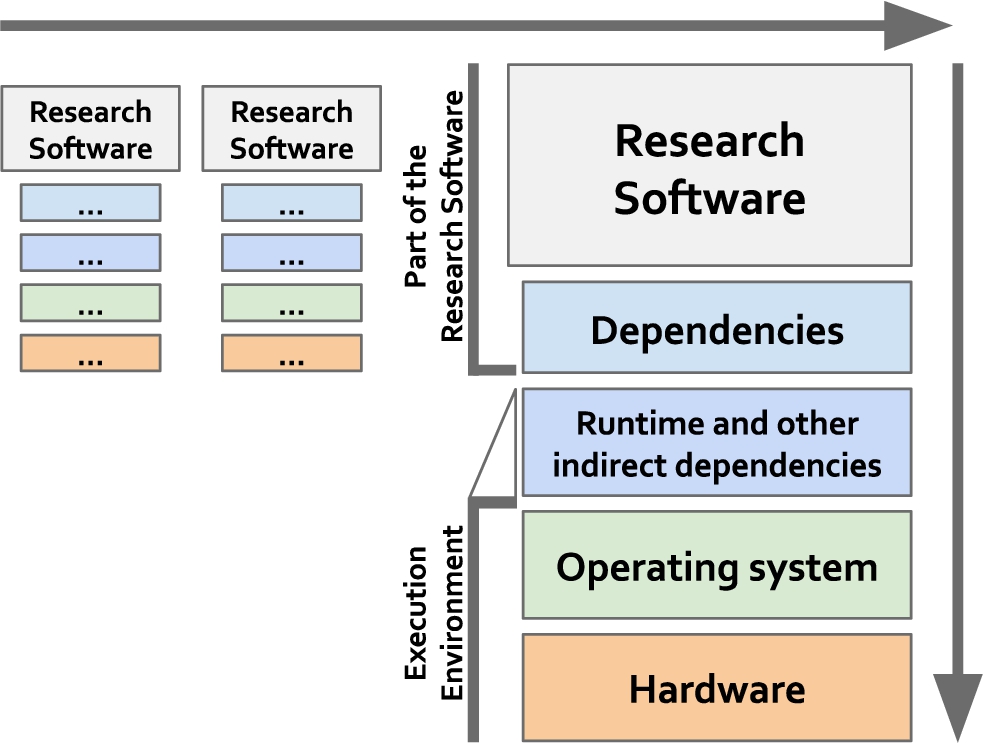 Research
Software
...
...
...
...
Research
Software
...
...
...
...
Part of the
Research Software
Execution
Environment
Research
Software
Dependencies
Runtime and other
indirect dependencies
Operating system
Hardware